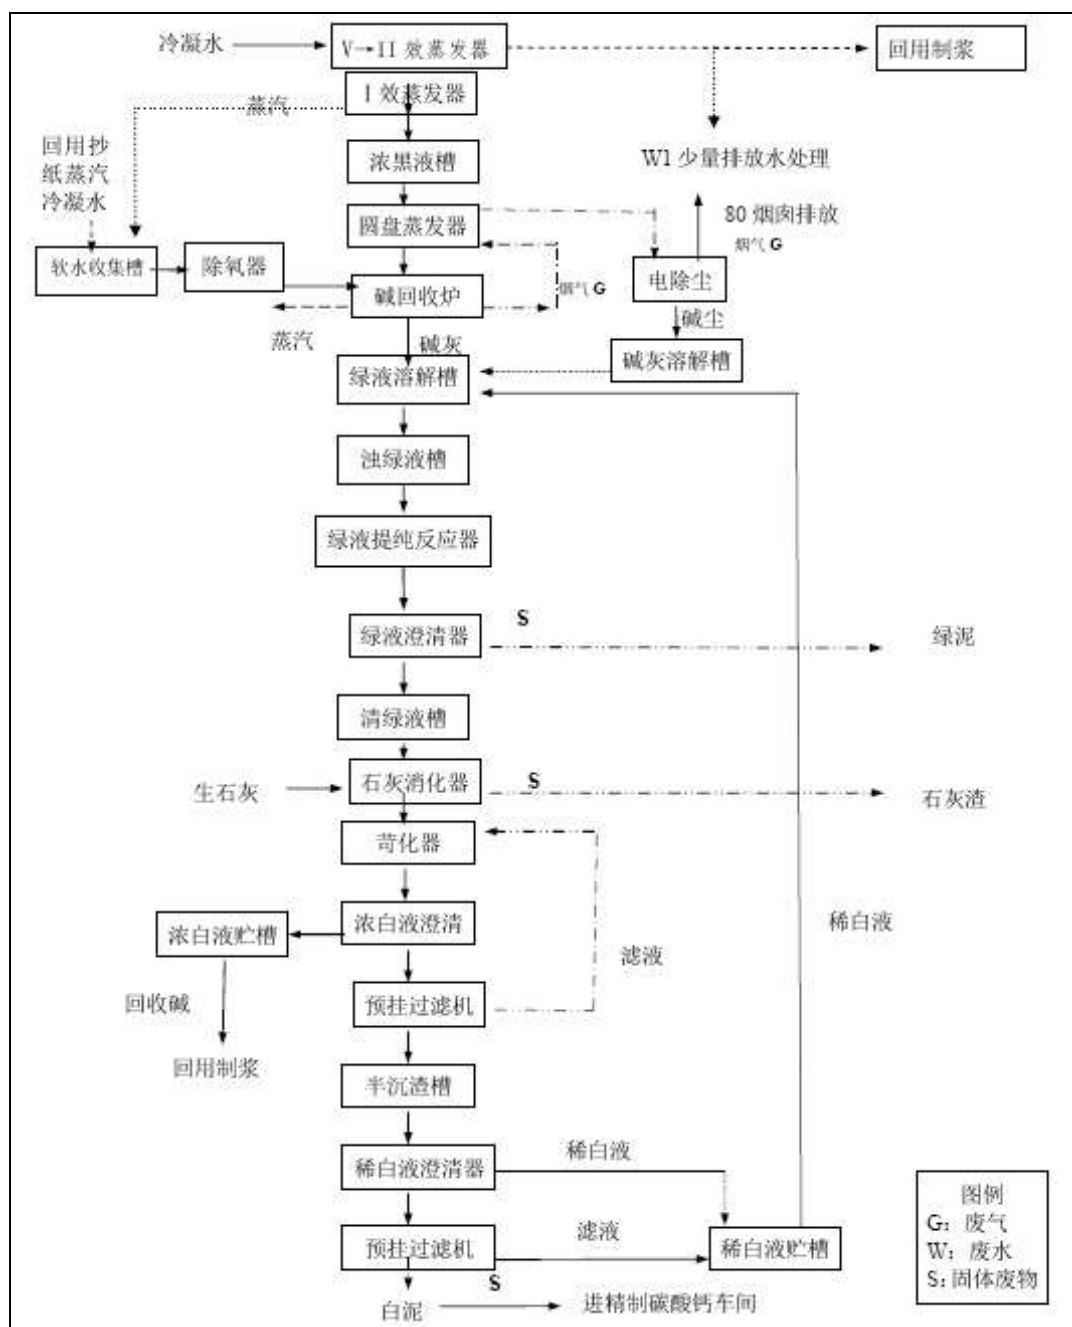 冷凝水
V→II 效蒸发器
回用制浆
I 效蒸发器
蒸汽
回用抄
纸蒸汽
冷凝水
浓黑液槽
W1 少量排放水处理
圆盘蒸发器
80 烟囱排放
烟气 G
软水收集槽
除氧器
电除尘
碱回收炉
烟气 G
碱尘
蒸汽
碱灰
碱灰溶解槽
绿液溶解槽
浊绿液槽
绿液提纯反应器
绿液澄清器
S
绿泥
清绿液槽
生石灰
石灰消化器
S
石灰渣
苛化器
浓白液贮槽
浓白液澄清
稀白液
滤液
回收碱
预挂过滤机
回用制浆
半沉渣槽
稀白液澄清器
稀白液
图例
G：废气
W：废水
S：固体废物
预挂过滤机
滤液
稀白液贮槽
S
白泥
进精制碳酸钙车间